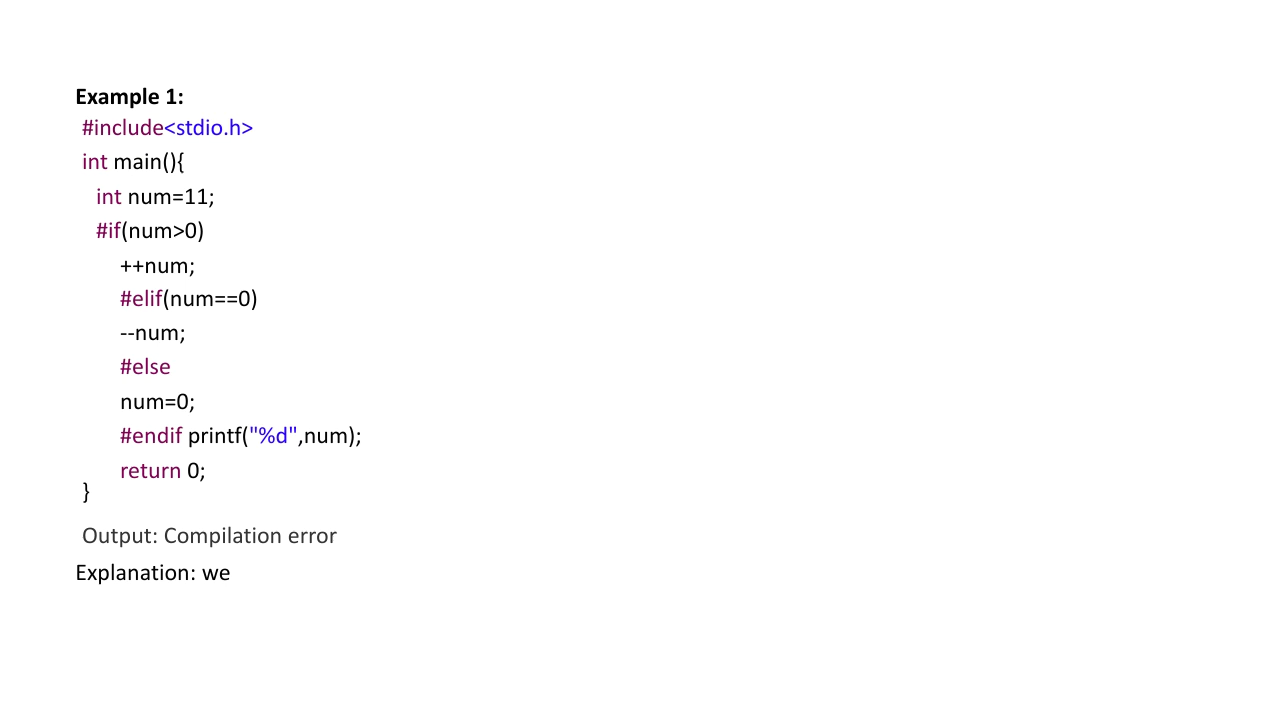 Example 1:
#include<stdio.h>
int main(){
int num=11;
#if(num>0)
++num;
#elif(num==0)
--num;
#else
num=0;
#endif printf("%d",num);
return 0;
}
Output: Compilation error
Explanation: we